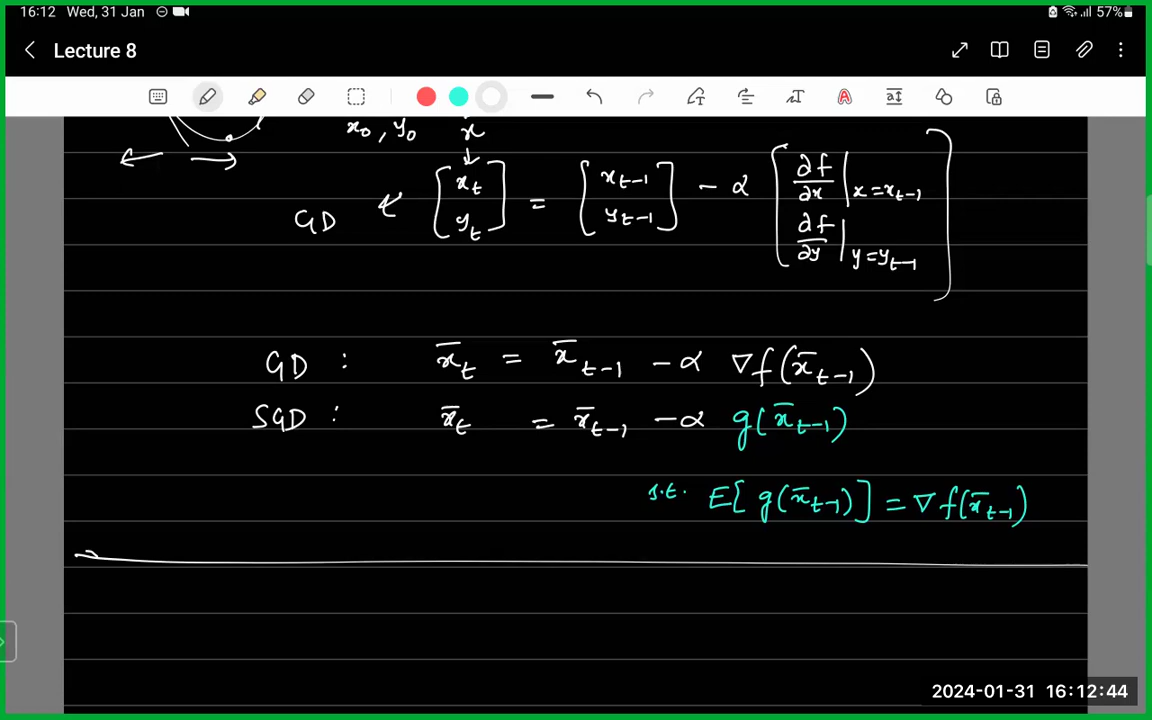 16:12 Wed, 31 Jan 57%
Lecture 8
x₀ , y₀ x̄
GD [x_t y_t] = [x_{t-1} y_{t-1}] - α [∂f/∂x |_{x=x_{t-1}} ∂f/∂y |_{y=y_{t-1}}]
GD : x̄_t = x̄_{t-1} - α ∇f(x̄_{t-1})
SGD : x̄_t = x̄_{t-1} - α g(x̄_{t-1})
s.t. E[g(x̄_{t-1})] = ∇f(x̄_{t-1})
2024-01-31 16:12:44